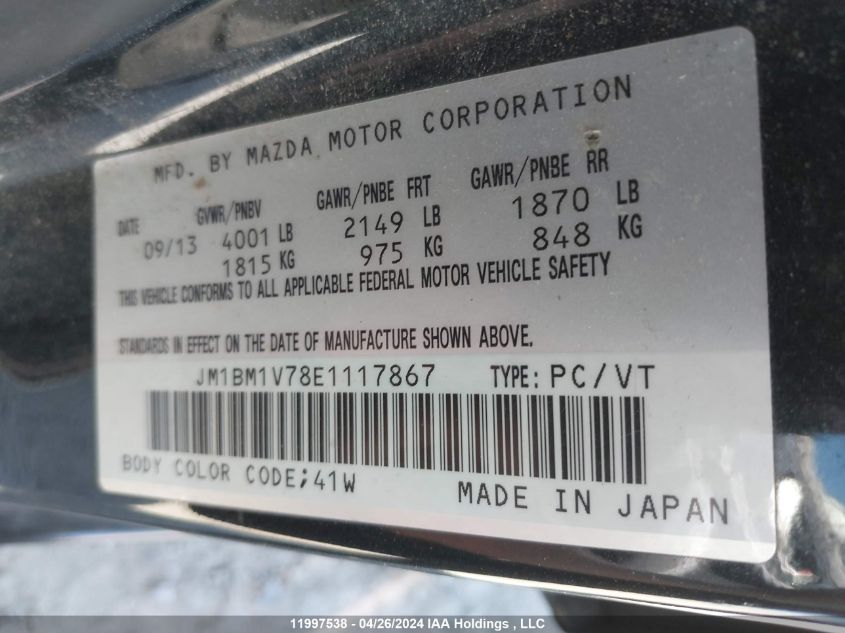 MFD. BY MAZDA MOTOR CORPORATION
DATE GVWR/PNBV GAWR/PNBE FRT GAWR/PNBE RR
09/13 4001 LB 2149 LB 1870 LB
1815 KG 975 KG 848 KG
THIS VEHICLE CONFORMS TO ALL APPLICABLE FEDERAL MOTOR VEHICLE SAFETY
STANDARDS IN EFFECT ON THE DATE OF MANUFACTURE SHOWN ABOVE.
JM1BM1V78E1117867 TYPE: PC/VT
BODY COLOR CODE;41W MADE IN JAPAN
11997538 - 04/26/2024 IAA Holdings , LLC